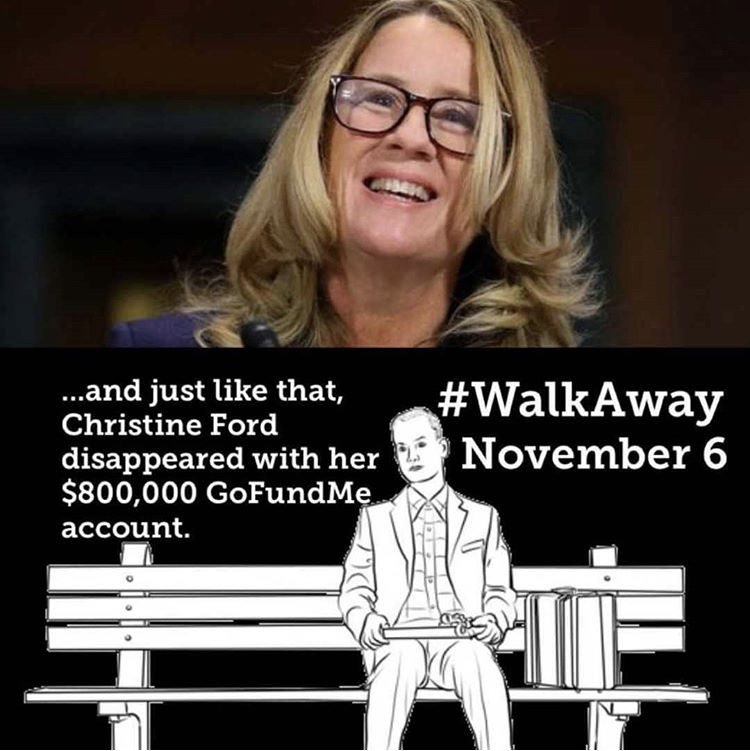 ...and just like that,
Christine Ford
disappeared with her
$800,000 GoFundMe
account.
#WalkAway
November 6